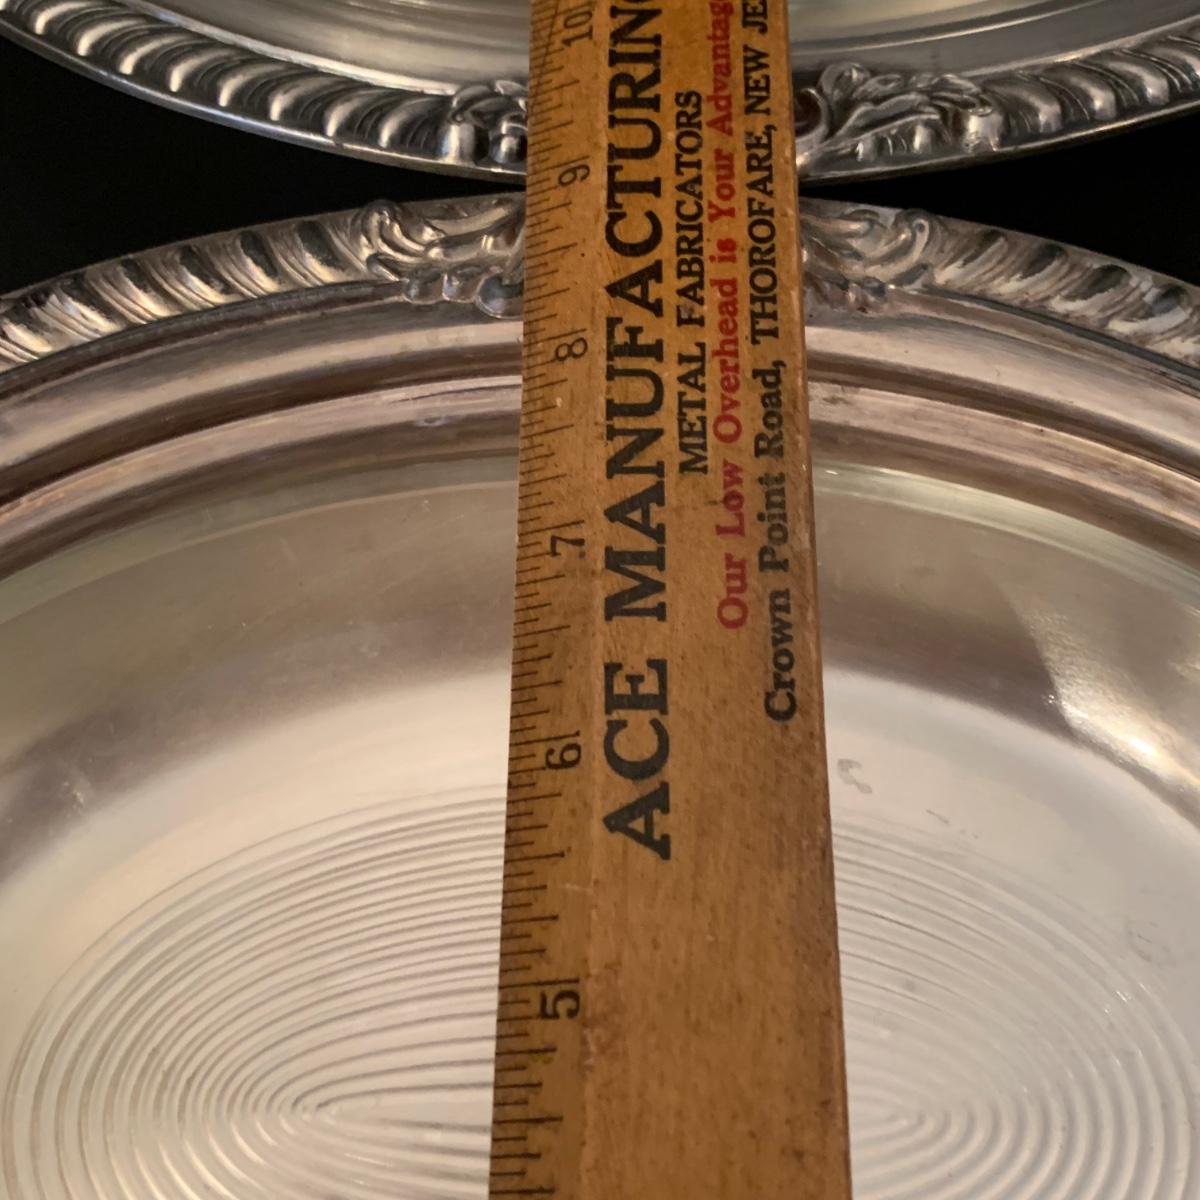 ACE MANUFACTURING
METAL FABRICATORS
Our Low Overhead is Your Advantage
Crown Point Road, THOROFARE, NEW JE
10
9
8
7
6
5